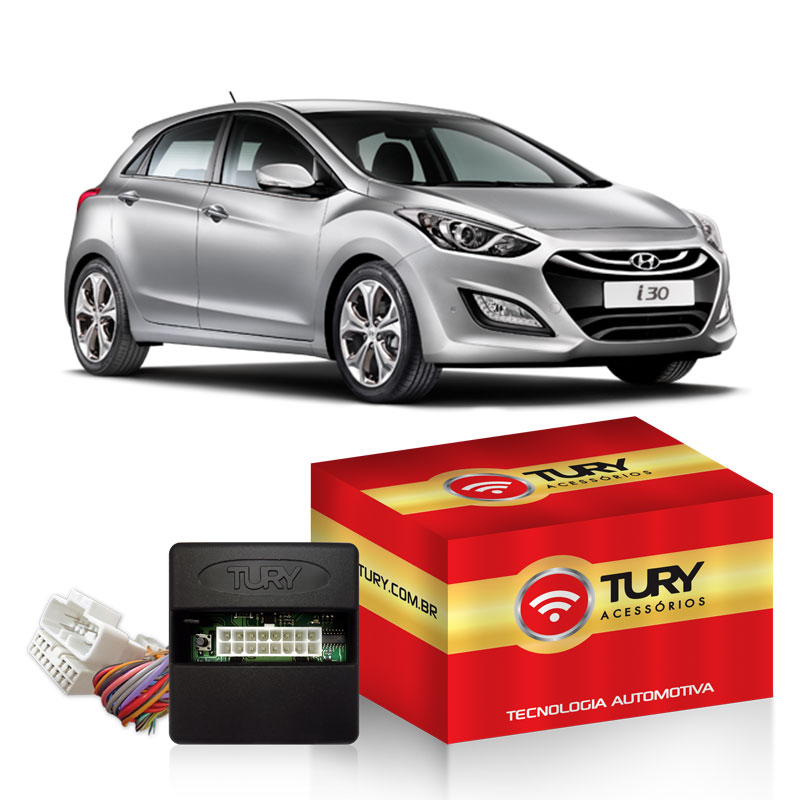 i30
TURY
ACESSÓRIOS
TURY.COM.BR
TURY
ACESSÓRIOS
TURY
TECNOLOGIA AUTOMOTIVA